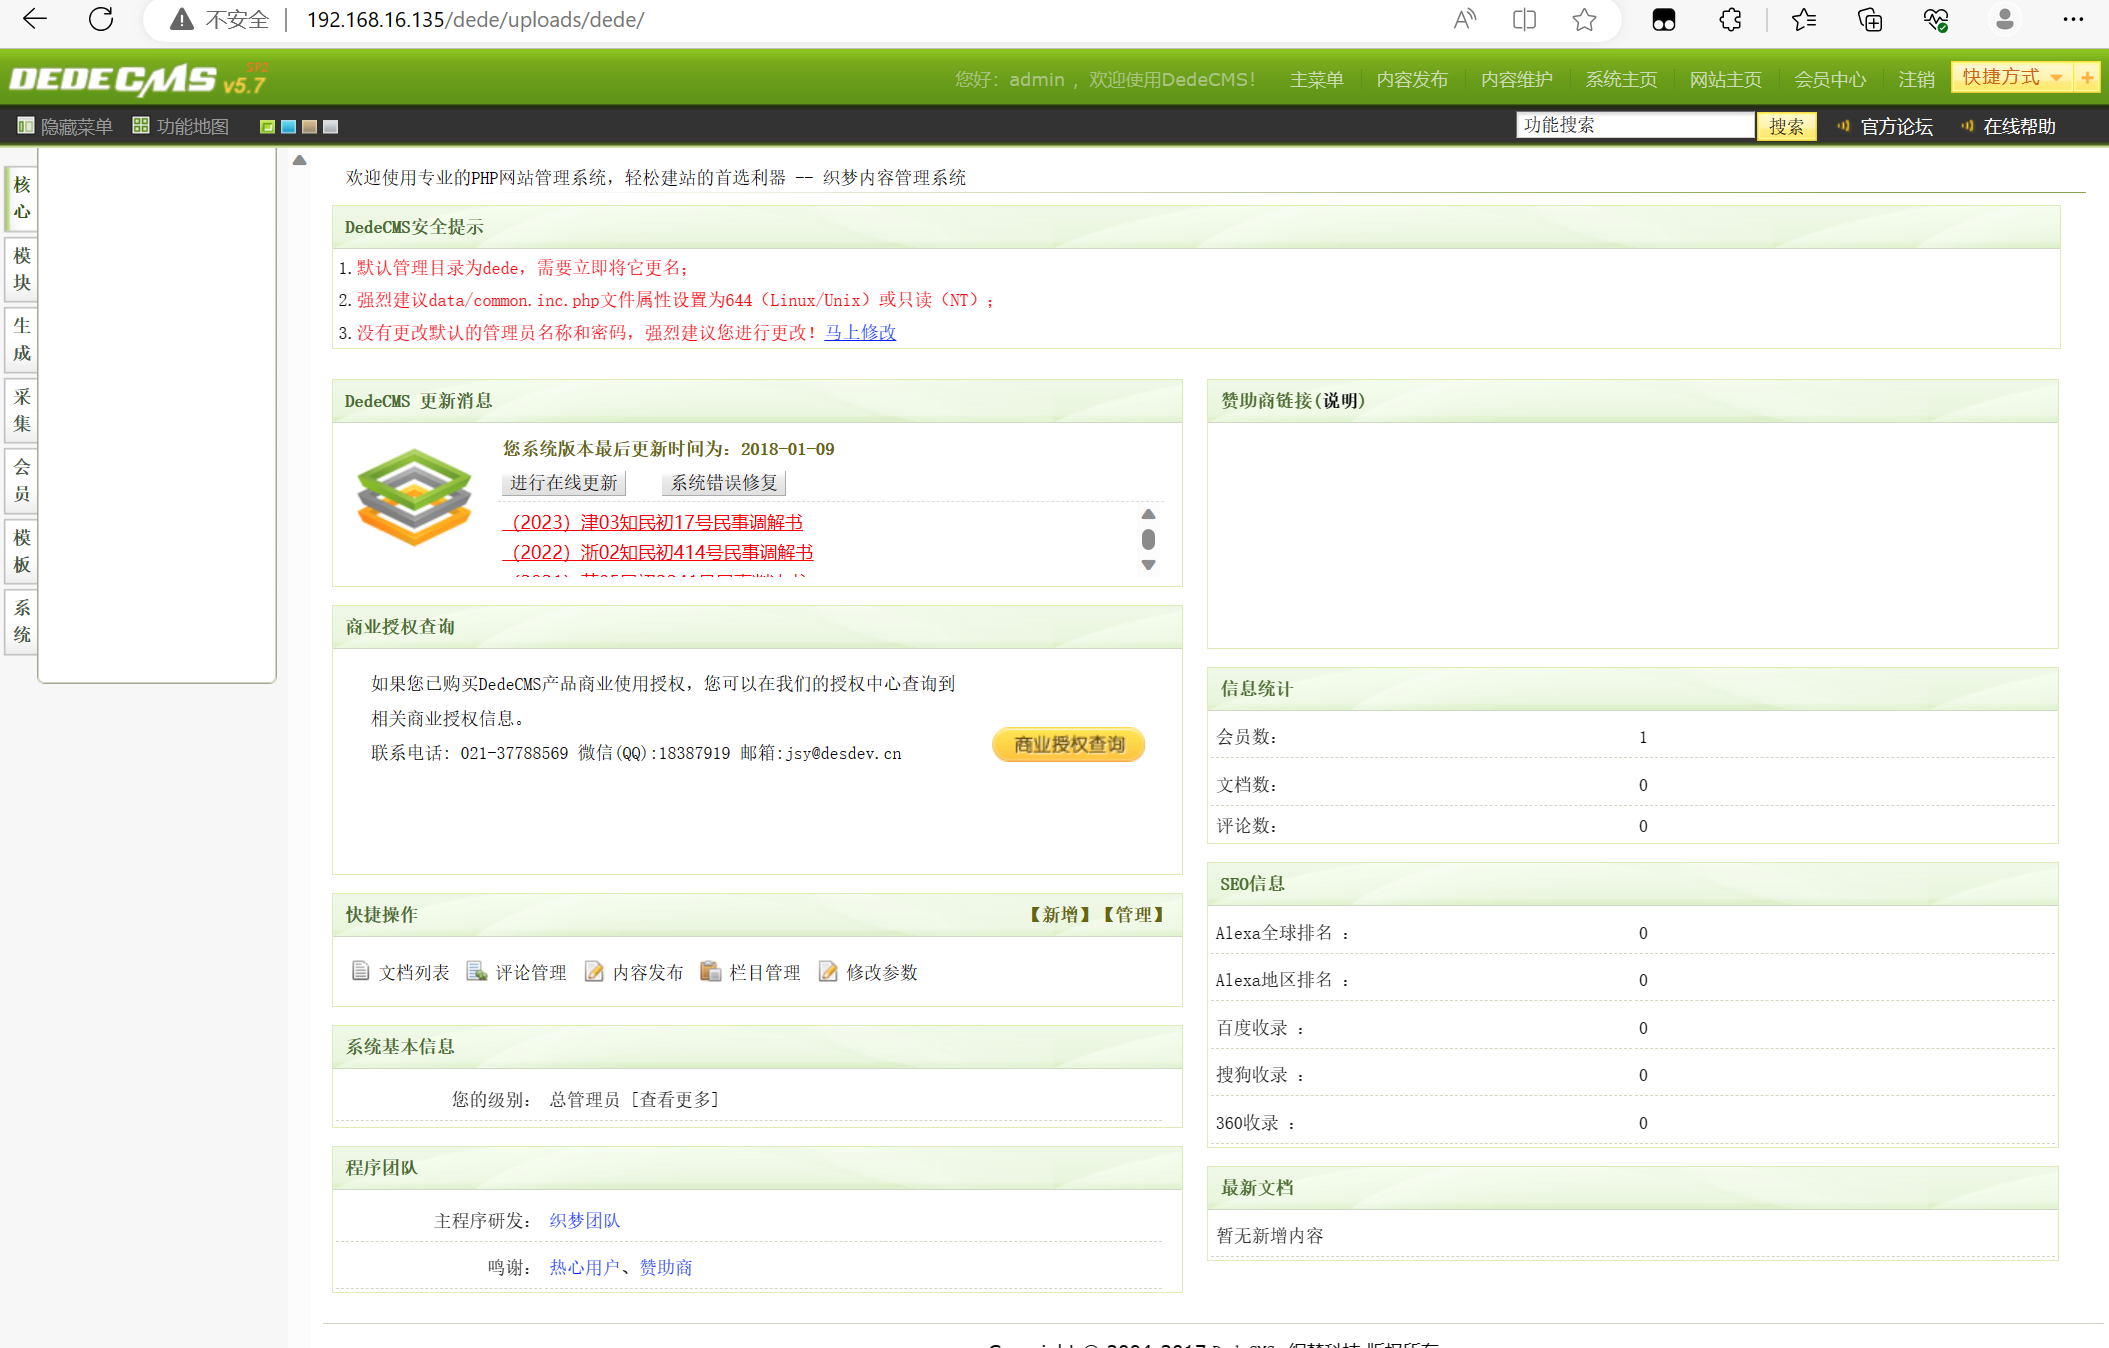 不安全 | 192.168.16.135/dede/uploads/dede/
DEDECMS v5.7 SP2
您好：admin ，欢迎使用DedeCMS！ 主菜单 内容发布 内容维护 系统主页 网站主页 会员中心 注销 快捷方式
隐藏菜单 功能地图 功能搜索 搜索 官方论坛 在线帮助
核心
模块
生成
采集
会员
模板
系统
欢迎使用专业的PHP网站管理系统，轻松建站的首选利器 -- 织梦内容管理系统
DedeCMS安全提示
1.默认管理目录为dede，需要立即将它更名；
2.强烈建议data/common.inc.php文件属性设置为644（Linux/Unix）或只读（NT）；
3.没有更改默认的管理员名称和密码，强烈建议您进行更改！马上修改
DedeCMS 更新消息
您系统版本最后更新时间为：2018-01-09
进行在线更新 系统错误修复
（2023）津03知民初17号民事调解书
（2022）浙02知民初414号民事调解书
商业授权查询
如果您已购买DedeCMS产品商业使用授权，您可以在我们的授权中心查询到
相关商业授权信息。
联系电话: 021-37788569 微信(QQ):18387919 邮箱:jsy@desdev.cn
商业授权查询
快捷操作 【新增】【管理】
文档列表 评论管理 内容发布 栏目管理 修改参数
系统基本信息
您的级别： 总管理员 [查看更多]
程序团队
主程序研发： 织梦团队
鸣谢： 热心用户、赞助商
赞助商链接(说明)
信息统计
会员数： 1
文档数： 0
评论数： 0
SEO信息
Alexa全球排名 ： 0
Alexa地区排名 ： 0
百度收录 ： 0
搜狗收录 ： 0
360收录 ： 0
最新文档
暂无新增内容